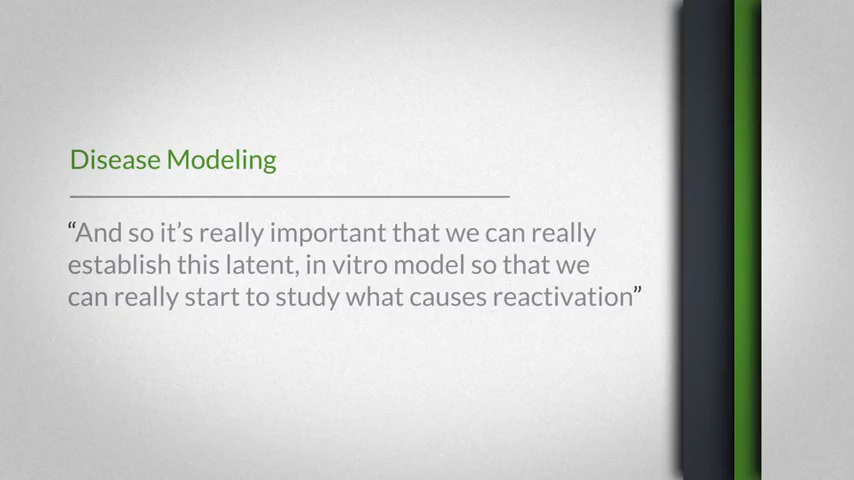 Disease Modeling
“And so it’s really important that we can really
establish this latent, in vitro model so that we
can really start to study what causes reactivation”